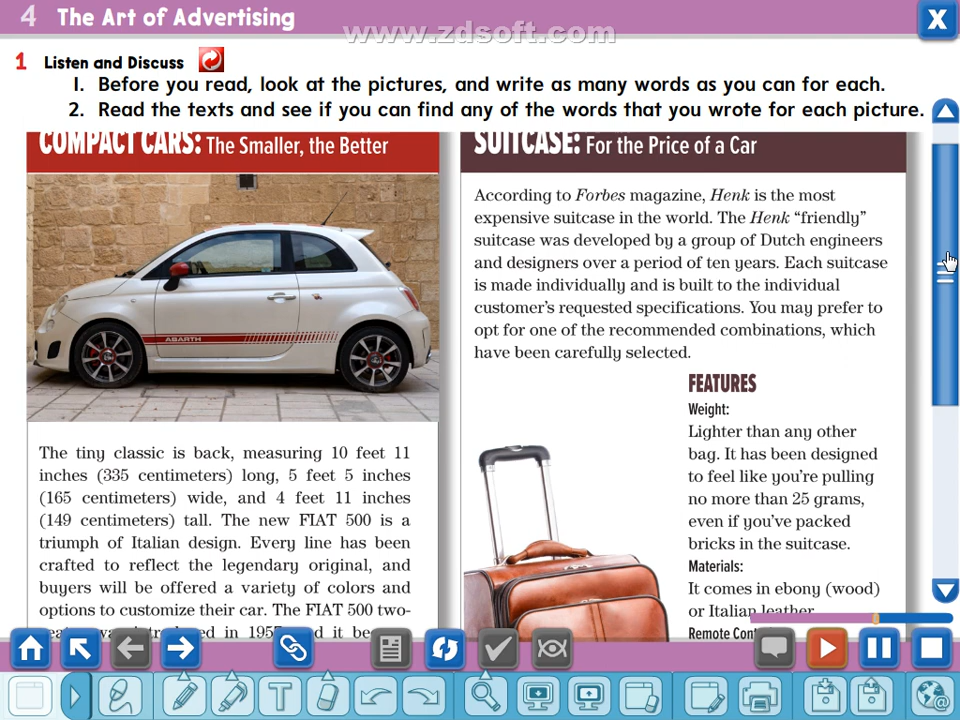 4 The Art of Advertising
www.zdsoft.com
1 Listen and Discuss
1. Before you read, look at the pictures, and write as many words as you can for each.
2. Read the texts and see if you can find any of the words that you wrote for each picture.
COMPACT CARS: The Smaller, the Better
ABARTH
The tiny classic is back, measuring 10 feet 11
inches (335 centimeters) long, 5 feet 5 inches
(165 centimeters) wide, and 4 feet 11 inches
(149 centimeters) tall. The new FIAT 500 is a
triumph of Italian design. Every line has been
crafted to reflect the legendary original, and
buyers will be offered a variety of colors and
options to customize their car. The FIAT 500 two-
in 1957
SUITCASE: For the Price of a Car
According to Forbes magazine, Henk is the most
expensive suitcase in the world. The Henk “friendly”
suitcase was developed by a group of Dutch engineers
and designers over a period of ten years. Each suitcase
is made individually and is built to the individual
customer’s requested specifications. You may prefer to
opt for one of the recommended combinations, which
have been carefully selected.
FEATURES
Weight:
Lighter than any other
bag. It has been designed
to feel like you’re pulling
no more than 25 grams,
even if you’ve packed
bricks in the suitcase.
Materials:
It comes in ebony (wood)
or Italian leather
Remote